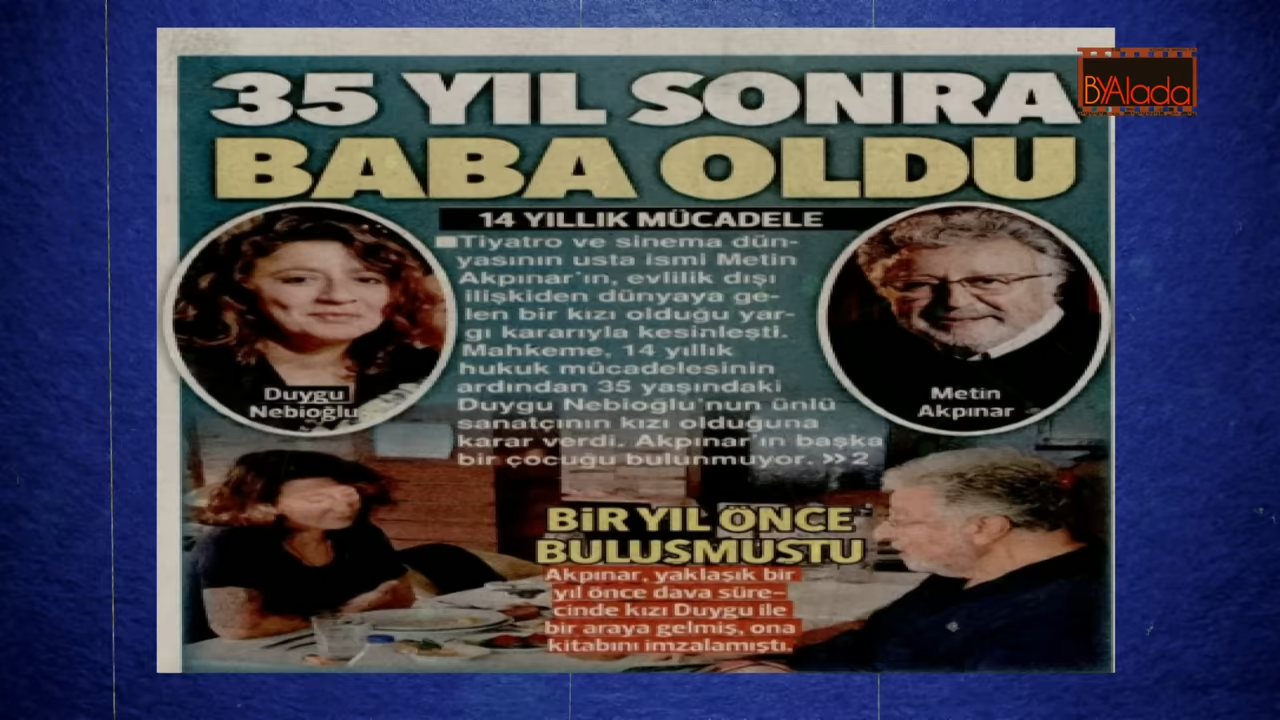 35 YIL SONRA
BABA OLDU
BYAlada
14 YILLIK MÜCADELE
Tiyatro ve sinema dün-
yasının usta ismi Metin
Akpınar'ın, evlilik dışı
ilişkiden dünyaya ge-
len bir kızı olduğu yar-
gı kararıyla kesinleşti.
Mahkeme, 14 yıllık
hukuk mücadelesinin
ardından 35 yaşındaki
Duygu Nebioğlu'nun ünlü
sanatçının kızı olduğuna
karar verdi. Akpınar'ın başka
bir çocuğu bulunmuyor. »2
Duygu
Nebioğlu
Metin
Akpınar
BİR YIL ÖNCE
BULUŞMUŞTU
Akpınar, yaklaşık bir
yıl önce dava süre-
cinde kızı Duygu ile
bir araya gelmiş, ona
kitabını imzalamıştı.